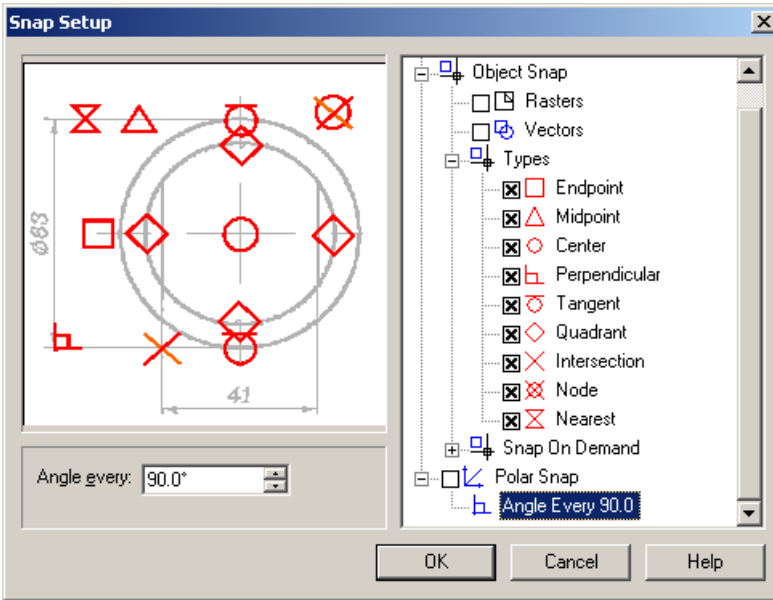 Snap Setup
Object Snap
Rasters
Vectors
Types
Endpoint
Midpoint
Center
Perpendicular
Tangent
Quadrant
Intersection
Node
Nearest
Snap On Demand
Polar Snap
Angle Every 90.0
ø83
41
Angle every: 90.0°
OK Cancel Help